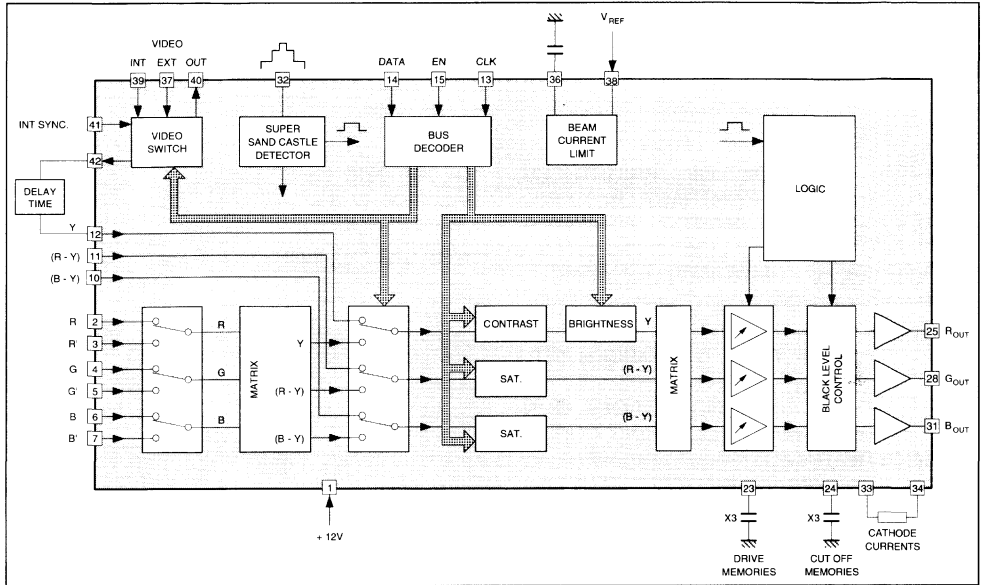 VIDEO
V REF
INT EXT OUT
DATA EN CLK
39 37 40 32 14 15 13 36 38
INT SYNC. 41
VIDEO SWITCH
SUPER SAND CASTLE DETECTOR
BUS DECODER
BEAM CURRENT LIMIT
LOGIC
42
DELAY TIME
Y 12
(R - Y) 11
(B - Y) 10
R 2
R' 3
G 4
G' 5
B 6
B' 7
R
G
B
MATRIX
Y
(R - Y)
(B - Y)
CONTRAST
BRIGHTNESS
SAT.
SAT.
Y
(R - Y)
(B - Y)
MATRIX
BLACK LEVEL CONTROL
25 R OUT
28 G OUT
31 B OUT
1
+ 12V
23 24 33 34
X3 X3
DRIVE MEMORIES
CUT OFF MEMORIES
CATHODE CURRENTS